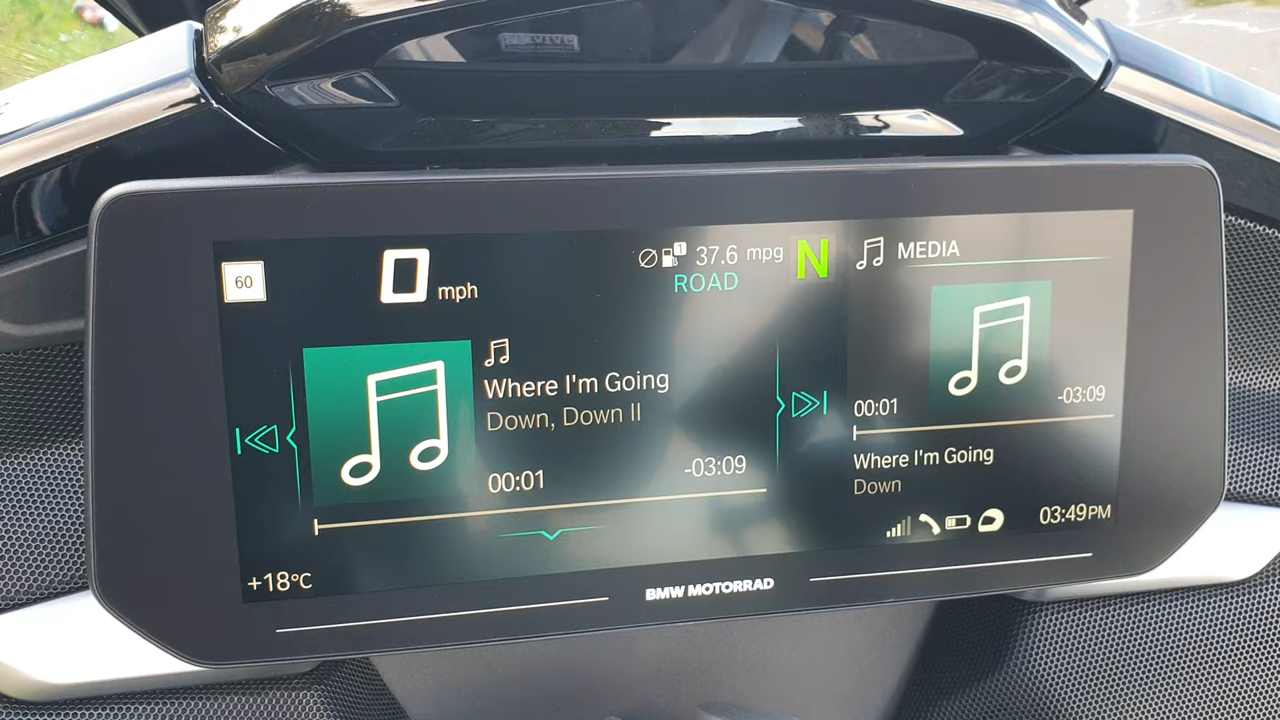 60
0 mph
1 37.6 mpg
ROAD
N
MEDIA
Where I'm Going
Down, Down II
00:01
-03:09
00:01
-03:09
Where I'm Going
Down
03:49PM
+18°C
BMW MOTORRAD